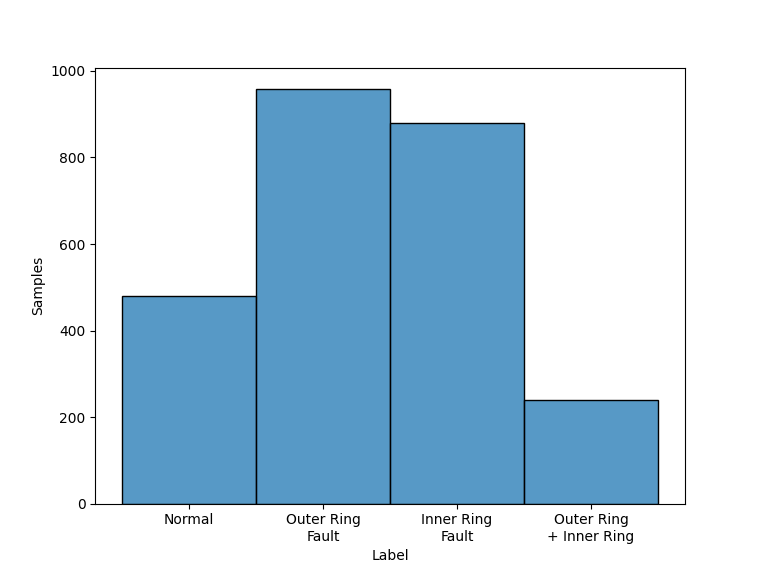 1000
800
600
400
200
0
Samples
Normal
Outer Ring
Fault
Inner Ring
Fault
Outer Ring
+ Inner Ring
Label